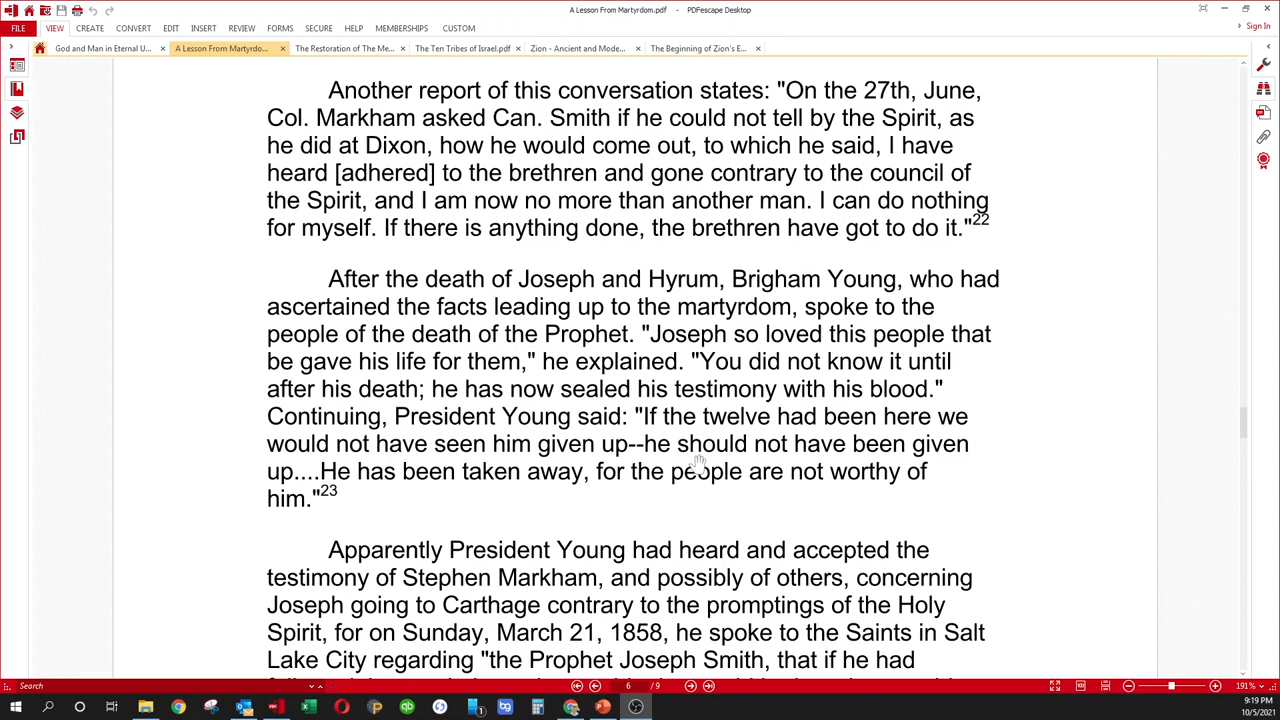 A Lesson From Martyrdom.pdf - PDFescape Desktop
FILE VIEW CREATE CONVERT EDIT INSERT REVIEW FORMS SECURE HELP MEMBERSHIPS CUSTOM Sign In
God and Man in Eternal U... A Lesson From Martyrdo... The Restoration of The Me... The Ten Tribes of Israel.pdf Zion - Ancient and Mode... The Beginning of Zion's E...
Another report of this conversation states: "On the 27th, June,
Col. Markham asked Can. Smith if he could not tell by the Spirit, as
he did at Dixon, how he would come out, to which he said, I have
heard [adhered] to the brethren and gone contrary to the council of
the Spirit, and I am now no more than another man. I can do nothing
for myself. If there is anything done, the brethren have got to do it."22
After the death of Joseph and Hyrum, Brigham Young, who had
ascertained the facts leading up to the martyrdom, spoke to the
people of the death of the Prophet. "Joseph so loved this people that
be gave his life for them," he explained. "You did not know it until
after his death; he has now sealed his testimony with his blood."
Continuing, President Young said: "If the twelve had been here we
would not have seen him given up--he should not have been given
up....He has been taken away, for the people are not worthy of
him."23
Apparently President Young had heard and accepted the
testimony of Stephen Markham, and possibly of others, concerning
Joseph going to Carthage contrary to the promptings of the Holy
Spirit, for on Sunday, March 21, 1858, he spoke to the Saints in Salt
Lake City regarding "the Prophet Joseph Smith, that if he had
Search 6 / 9 191%
9:19 PM
10/5/2021